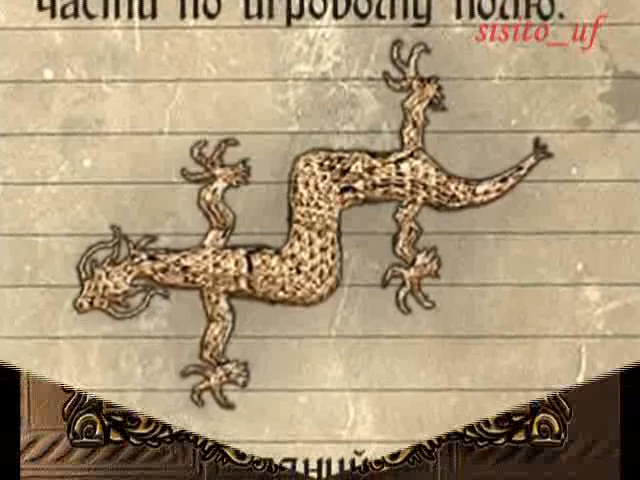 части по игровому полю.
sisito_uf